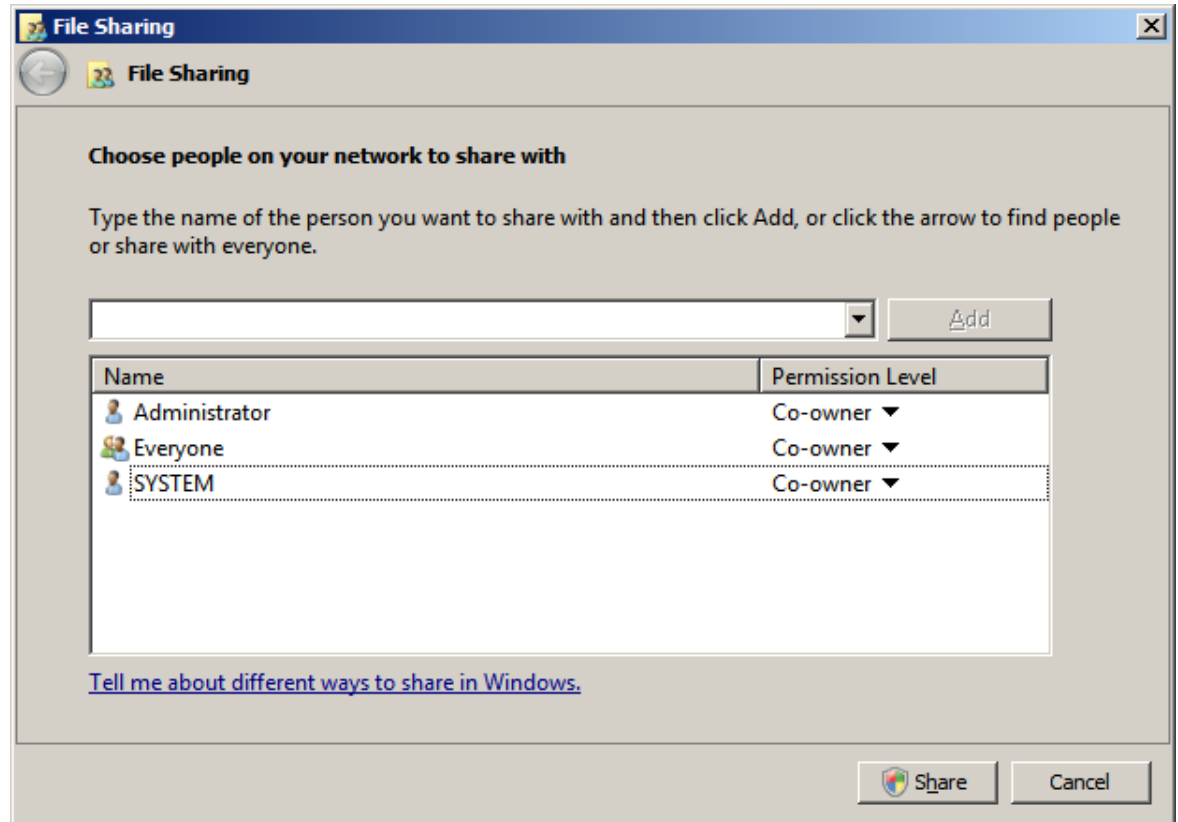 File Sharing
File Sharing
Choose people on your network to share with
Type the name of the person you want to share with and then click Add, or click the arrow to find people
or share with everyone.
Add
Name Permission Level
Administrator Co-owner
Everyone Co-owner
SYSTEM Co-owner
Tell me about different ways to share in Windows.
Share Cancel